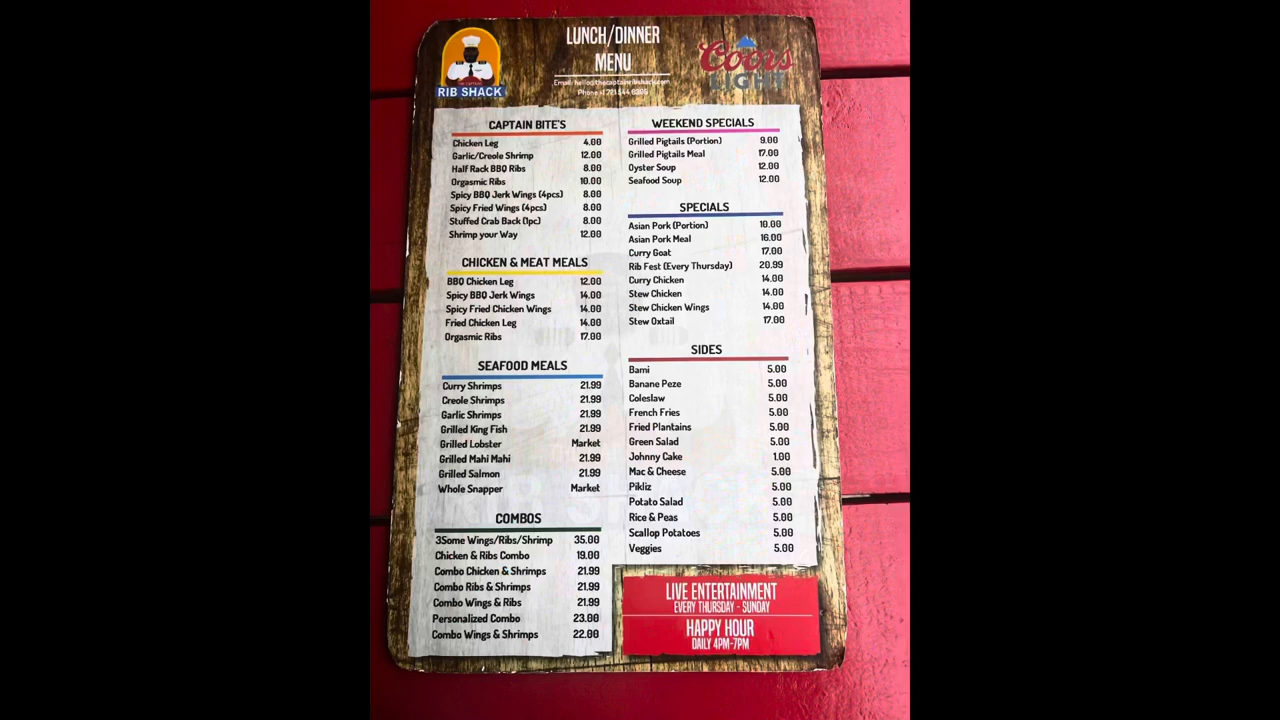 THE CAPTAIN
RIB SHACK
LUNCH/DINNER
MENU
Email: hello@thecaptainribshack.com
Phone +1 721 544 6306
Coors
LIGHT
CAPTAIN BITE'S
Chicken Leg 4.00
Garlic/Creole Shrimp 12.00
Half Rack BBQ Ribs 8.00
Orgasmic Ribs 10.00
Spicy BBQ Jerk Wings (4pcs) 8.00
Spicy Fried Wings (4pcs) 8.00
Stuffed Crab Back (1pc) 8.00
Shrimp your Way 12.00
CHICKEN & MEAT MEALS
BBQ Chicken Leg 12.00
Spicy BBQ Jerk Wings 14.00
Spicy Fried Chicken Wings 14.00
Fried Chicken Leg 14.00
Orgasmic Ribs 17.00
SEAFOOD MEALS
Curry Shrimps 21.99
Creole Shrimps 21.99
Garlic Shrimps 21.99
Grilled King Fish 21.99
Grilled Lobster Market
Grilled Mahi Mahi 21.99
Grilled Salmon 21.99
Whole Snapper Market
COMBOS
3Some Wings/Ribs/Shrimp 35.00
Chicken & Ribs Combo 19.00
Combo Chicken & Shrimps 21.99
Combo Ribs & Shrimps 21.99
Combo Wings & Ribs 21.99
Personalized Combo 23.00
Combo Wings & Shrimps 22.00
WEEKEND SPECIALS
Grilled Pigtails (Portion) 9.00
Grilled Pigtails Meal 17.00
Oyster Soup 12.00
Seafood Soup 12.00
SPECIALS
Asian Pork (Portion) 10.00
Asian Pork Meal 16.00
Curry Goat 17.00
Rib Fest (Every Thursday) 20.99
Curry Chicken 14.00
Stew Chicken 14.00
Stew Chicken Wings 14.00
Stew Oxtail 17.00
SIDES
Bami 5.00
Banane Peze 5.00
Coleslaw 5.00
French Fries 5.00
Fried Plantains 5.00
Green Salad 5.00
Johnny Cake 1.00
Mac & Cheese 5.00
Pikliz 5.00
Potato Salad 5.00
Rice & Peas 5.00
Scallop Potatoes 5.00
Veggies 5.00
LIVE ENTERTAINMENT
EVERY THURSDAY - SUNDAY
HAPPY HOUR
DAILY 4PM-7PM